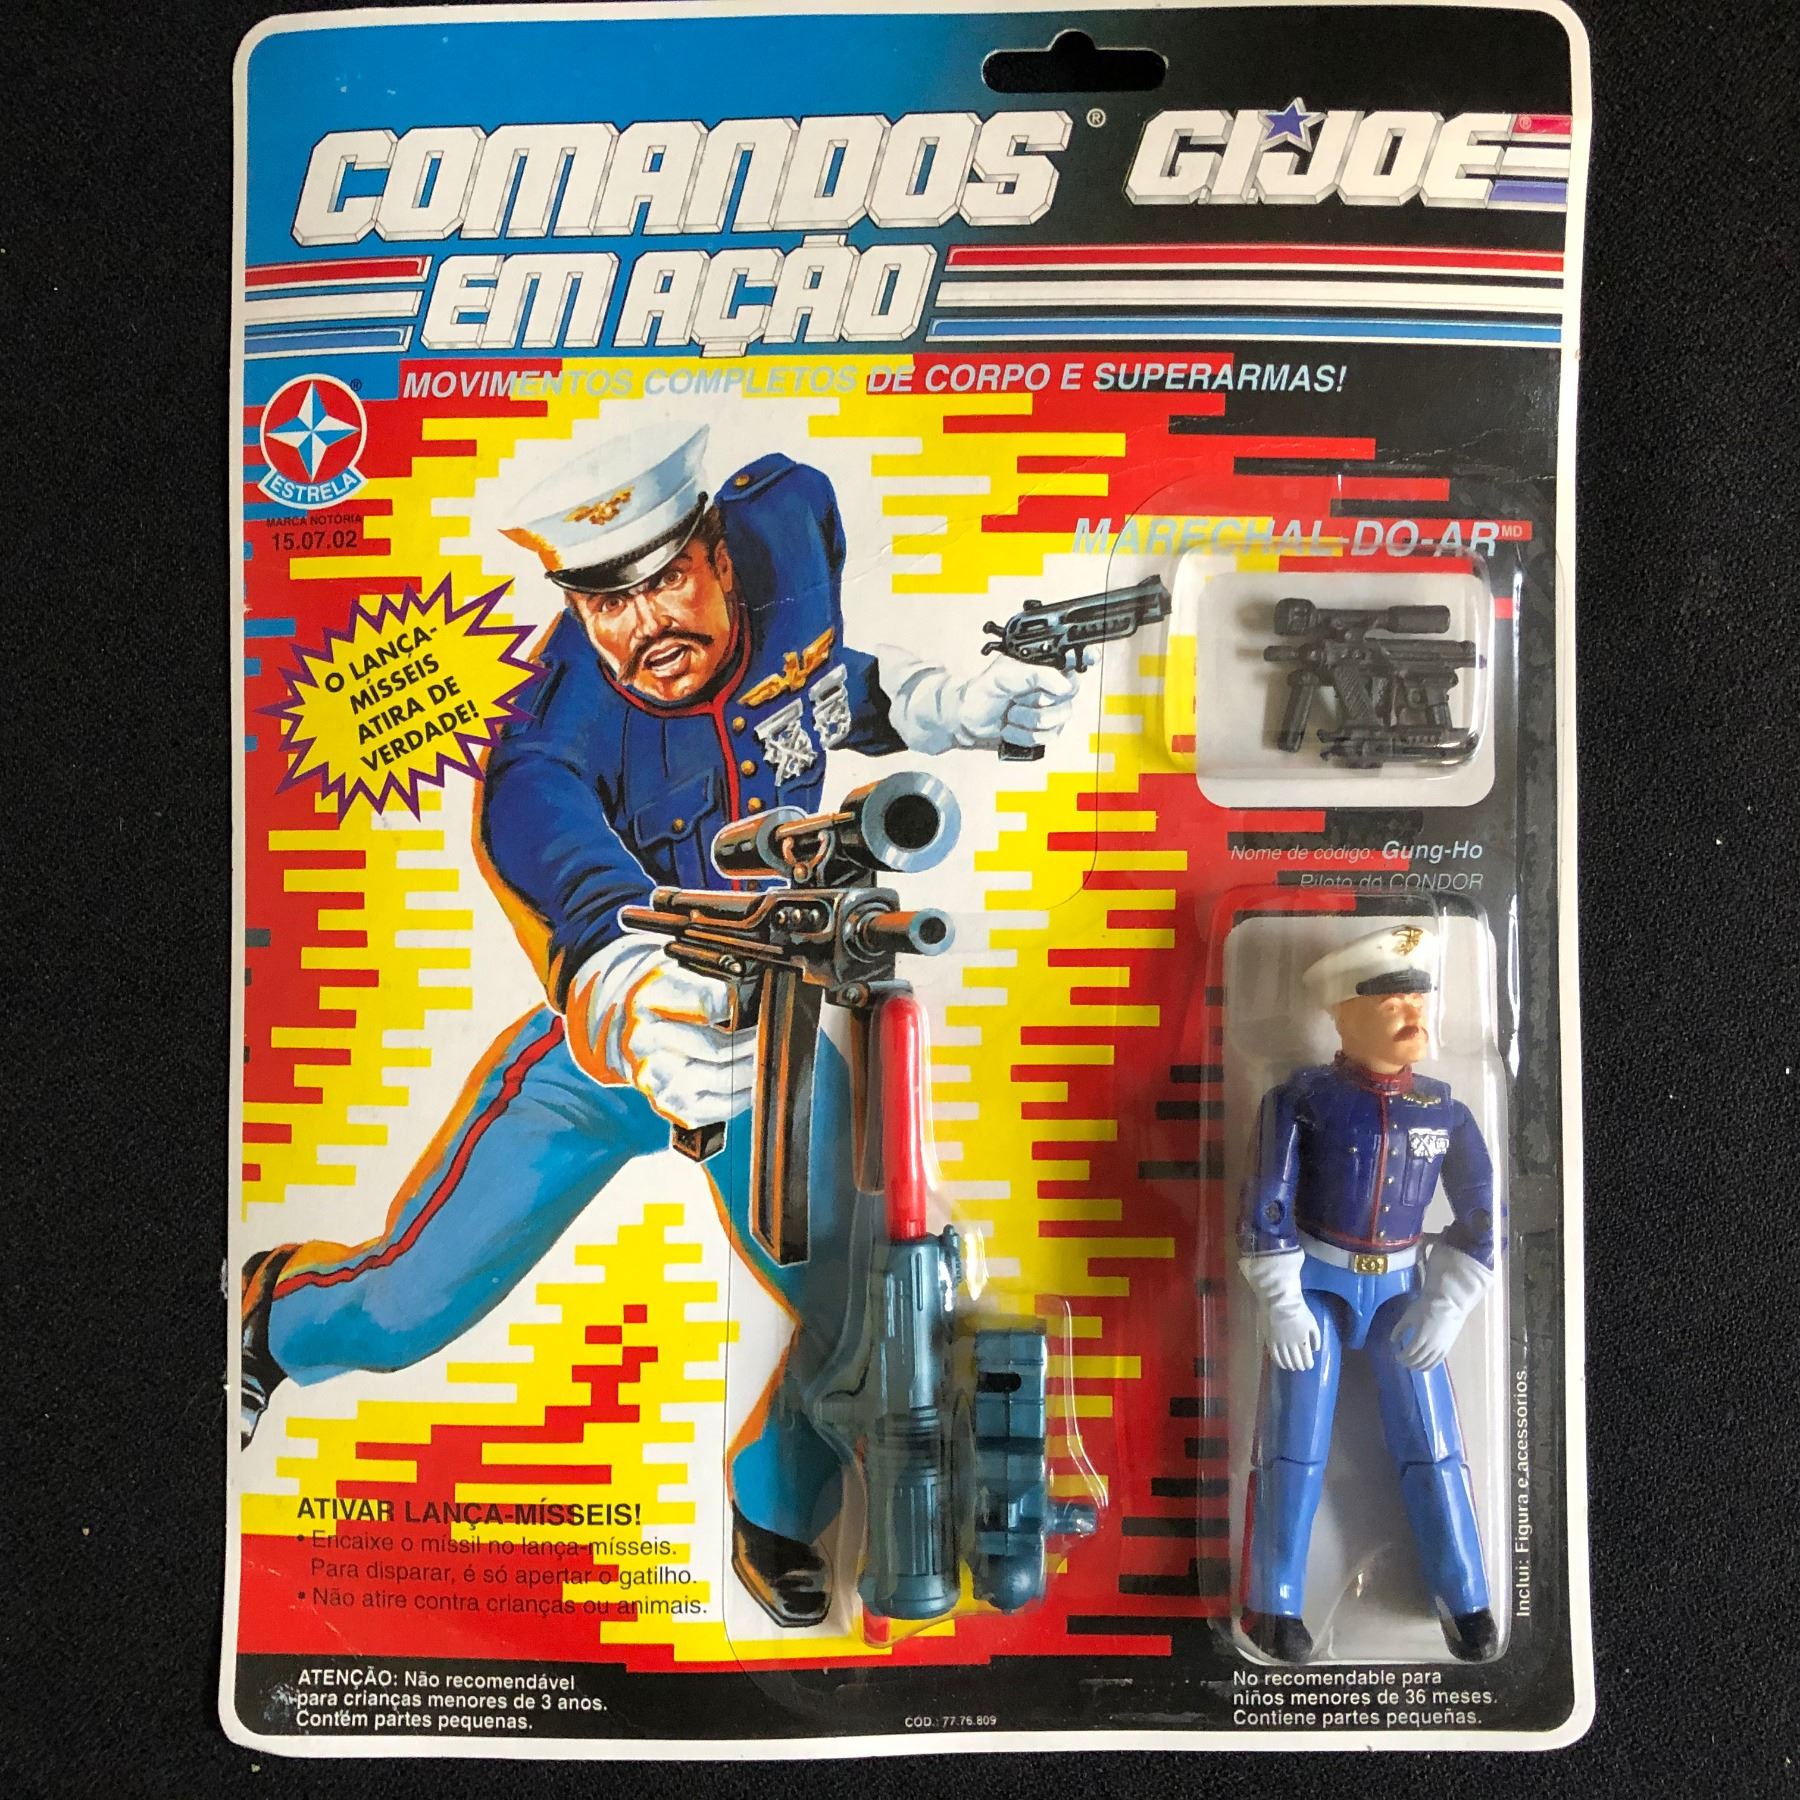 COMANDOS® G.I.JOE®
EM AÇÃO
MOVIMENTOS COMPLETOS DE CORPO E SUPERARMAS!
®
ESTRELA
MARCA NOTÓRIA
15.07.02
MARECHAL-DO-AR MD
O LANÇA-
MÍSSEIS
ATIRA DE
VERDADE!
Nome de código: Gung-Ho
Piloto do CONDOR
Inclui: Figura e acessórios.
ATIVAR LANÇA-MÍSSEIS!
• Encaixe o míssil no lança-mísseis.
Para disparar, é só apertar o gatilho.
• Não atire contra crianças ou animais.
ATENÇÃO: Não recomendável
para crianças menores de 3 anos.
Contém partes pequenas.
CÓD.: 77.76.809
No recomendable para
niños menores de 36 meses.
Contiene partes pequeñas.